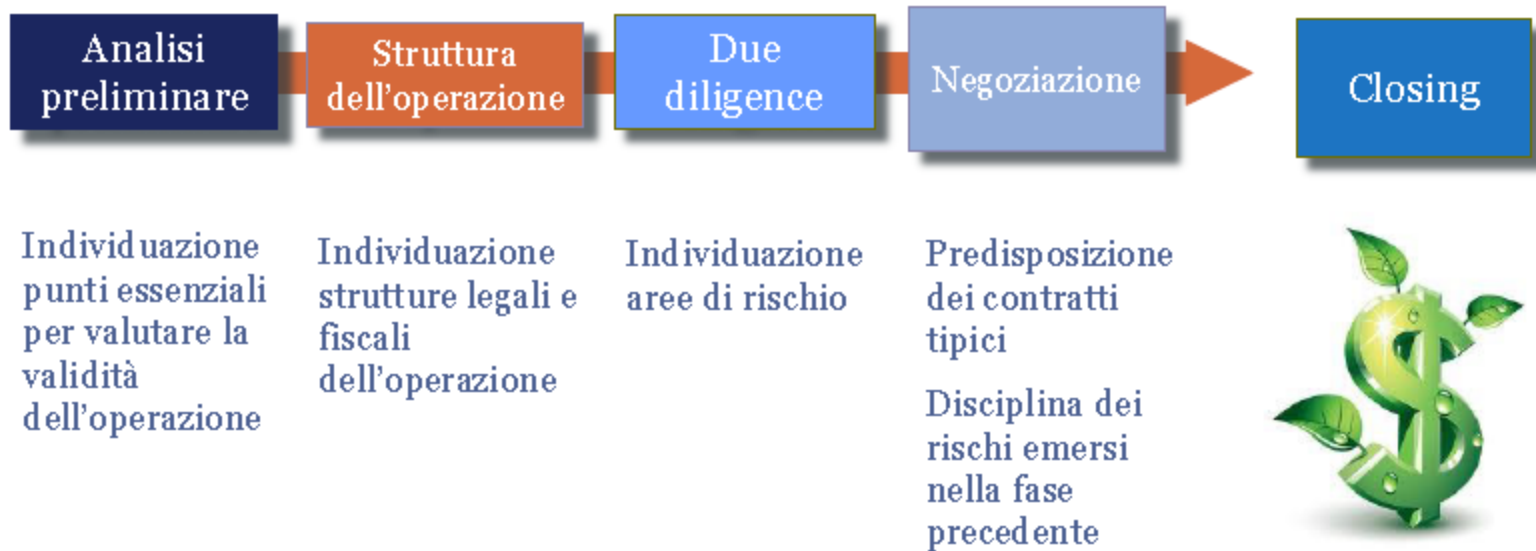 Analisi
preliminare
Struttura
dell'operazione
Due
diligence
Negoziazione
Closing
Individuazione
punti essenziali
per valutare la
validità
dell'operazione
Individuazione
strutture legali e
fiscali
dell'operazione
Individuazione
aree di rischio
Predisposizione
dei contratti
tipici
Disciplina dei
rischi emersi
nella fase
precedente